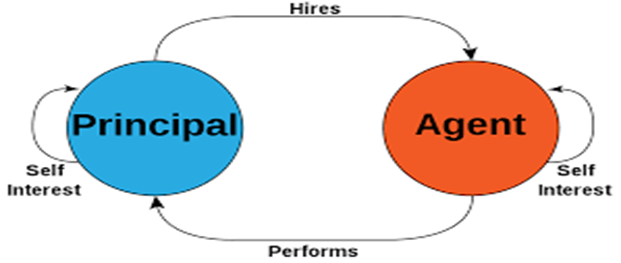 Hires
Principal
Agent
Self
Interest
Self
Interest
Performs